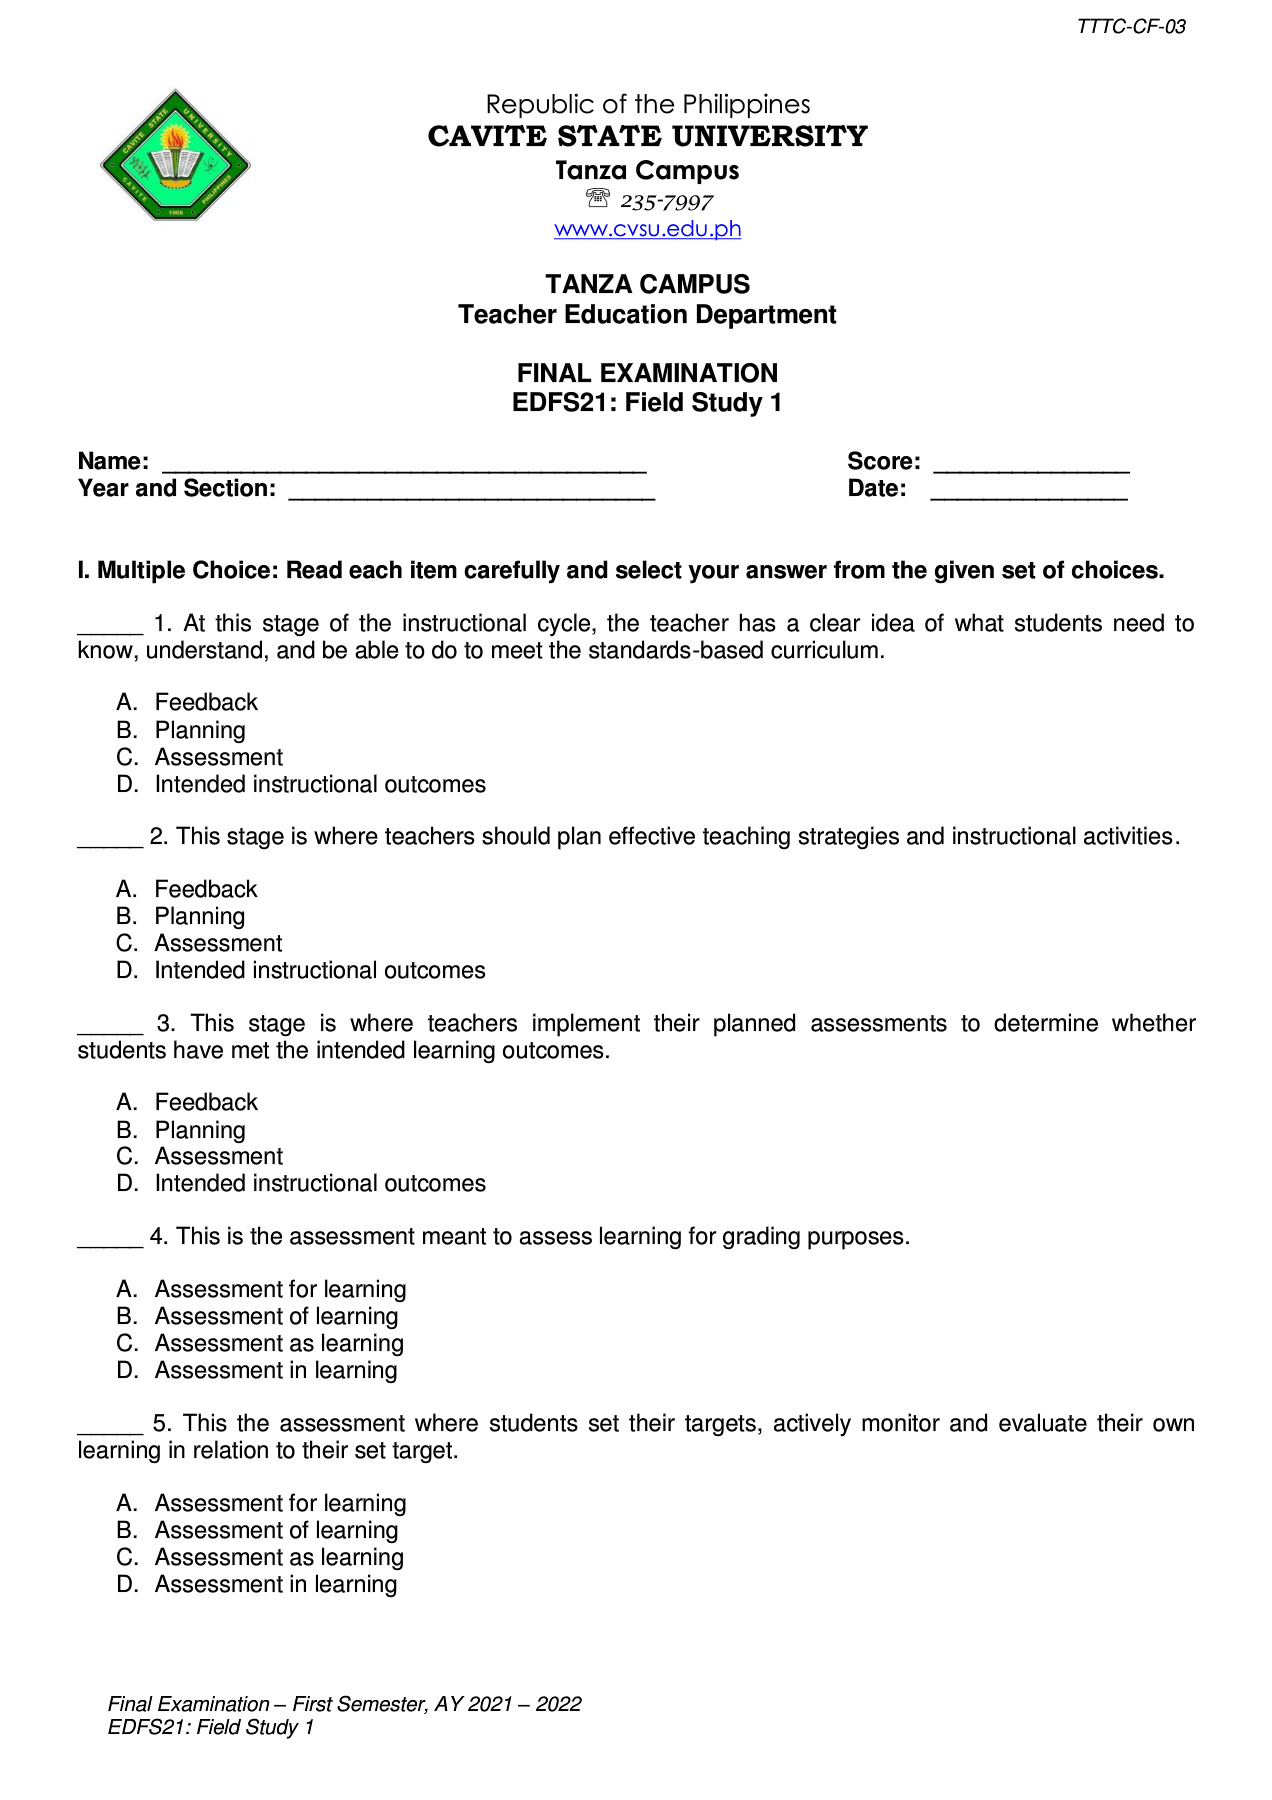 TTTC-CF-03
Republic of the Philippines
CAVITE STATE UNIVERSITY
Tanza Campus
☏ 235-7997
www.cvsu.edu.ph
CAVITE STATE UNIVERSITY
CAVITE PHILIPPINES
1906
TANZA CAMPUS
Teacher Education Department
FINAL EXAMINATION
EDFS21: Field Study 1
Name: _____________________________________ Score: _______________
Year and Section: ____________________________ Date: _______________
I. Multiple Choice: Read each item carefully and select your answer from the given set of choices.
_____ 1. At this stage of the instructional cycle, the teacher has a clear idea of what students need to
know, understand, and be able to do to meet the standards-based curriculum.
A. Feedback
B. Planning
C. Assessment
D. Intended instructional outcomes
_____ 2. This stage is where teachers should plan effective teaching strategies and instructional activities.
A. Feedback
B. Planning
C. Assessment
D. Intended instructional outcomes
_____ 3. This stage is where teachers implement their planned assessments to determine whether
students have met the intended learning outcomes.
A. Feedback
B. Planning
C. Assessment
D. Intended instructional outcomes
_____ 4. This is the assessment meant to assess learning for grading purposes.
A. Assessment for learning
B. Assessment of learning
C. Assessment as learning
D. Assessment in learning
_____ 5. This the assessment where students set their targets, actively monitor and evaluate their own
learning in relation to their set target.
A. Assessment for learning
B. Assessment of learning
C. Assessment as learning
D. Assessment in learning
Final Examination – First Semester, AY 2021 – 2022
EDFS21: Field Study 1